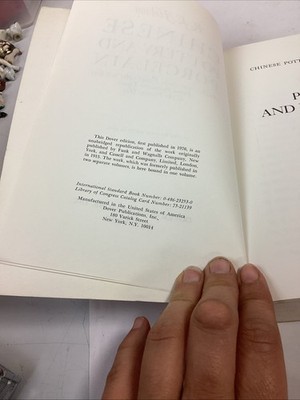 CHINESE POTT
P
AND
This Dover edition, first published in 1976, is an
unabridged republication of the work originally
published by Funk and Wagnalls Company, New
York, and Cassell and Company, Limited, London,
in 1915. The work, which was formerly published in
two separate volumes, is here bound in one volume.
International Standard Book Number: 0-486-23253-0
Library of Congress Catalog Card Number: 75-21159
Manufactured in the United States of America
Dover Publications, Inc.,
180 Varick Street
New York, N.Y. 10014